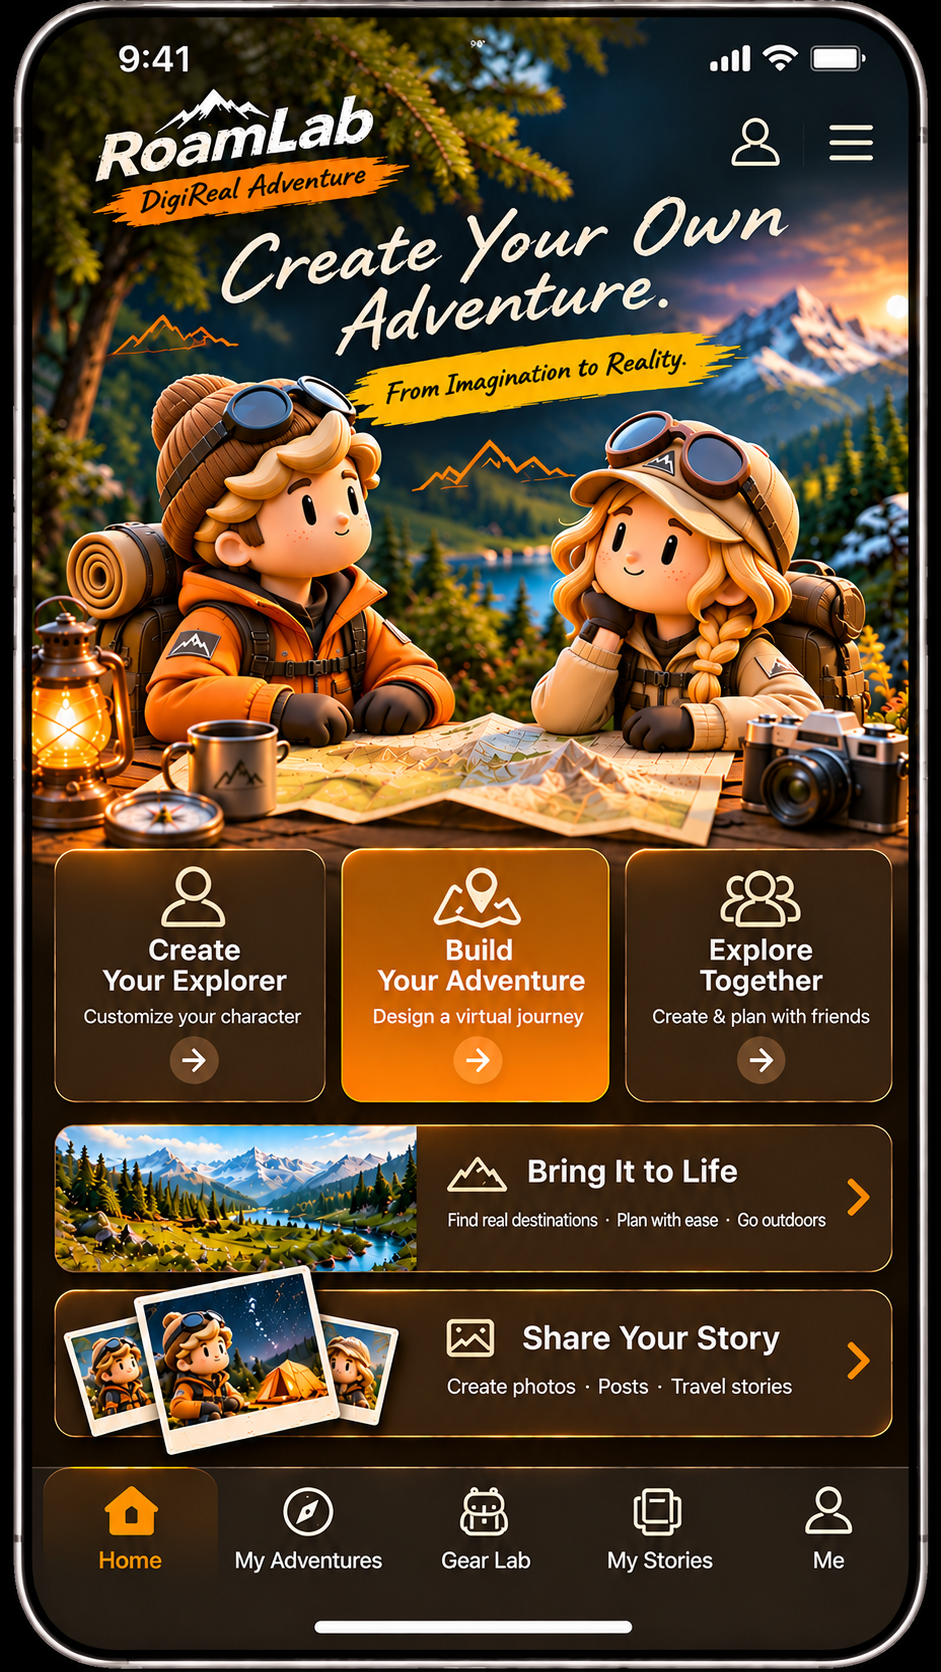 9:41
RoamLab
DigiReal Adventure
Create Your Own
Adventure.
From Imagination to Reality.
Create
Your Explorer
Customize your character
Build
Your Adventure
Design a virtual journey
Explore
Together
Create & plan with friends
Bring It to Life
Find real destinations · Plan with ease · Go outdoors
Share Your Story
Create photos · Posts · Travel stories
Home
My Adventures
Gear Lab
My Stories
Me